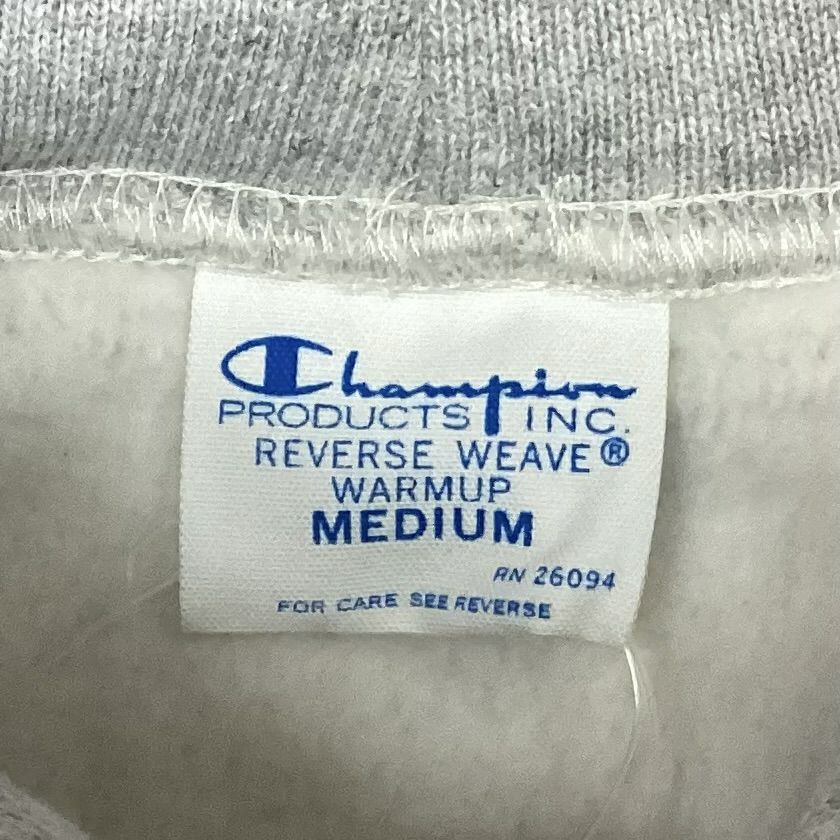 Champion
PRODUCTS INC.
REVERSE WEAVE®
WARMUP
MEDIUM
RN 26094
FOR CARE SEE REVERSE